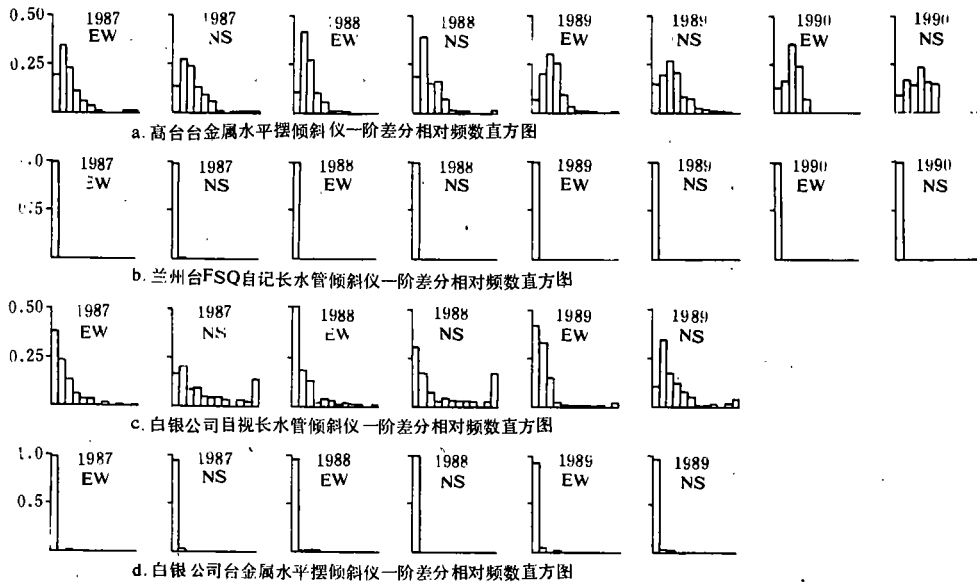 0.50 1987 1987 1988 1988 1989 1989 1990 1990
EW NS EW NS EW NS EW NS
0.25
a.高台台金属水平摆倾斜仪一阶差分相对频数直方图
1.0 1987 1987 1988 1988 1989 1989 1990 1990
EW NS EW NS EW NS EW NS
0.5
b.兰州台FSQ自记长水管倾斜仪一阶差分相对频数直方图
0.50 1987 1987 1988 1988 1989 1989
EW NS EW NS EW NS
0.25
c.白银公司目视长水管倾斜仪一阶差分相对频数直方图
1.0 1987 1987 1988 1988 1989 1989
EW NS EW NS EW NS
0.5
0
d.白银公司台金属水平摆倾斜仪一阶差分相对频数直方图